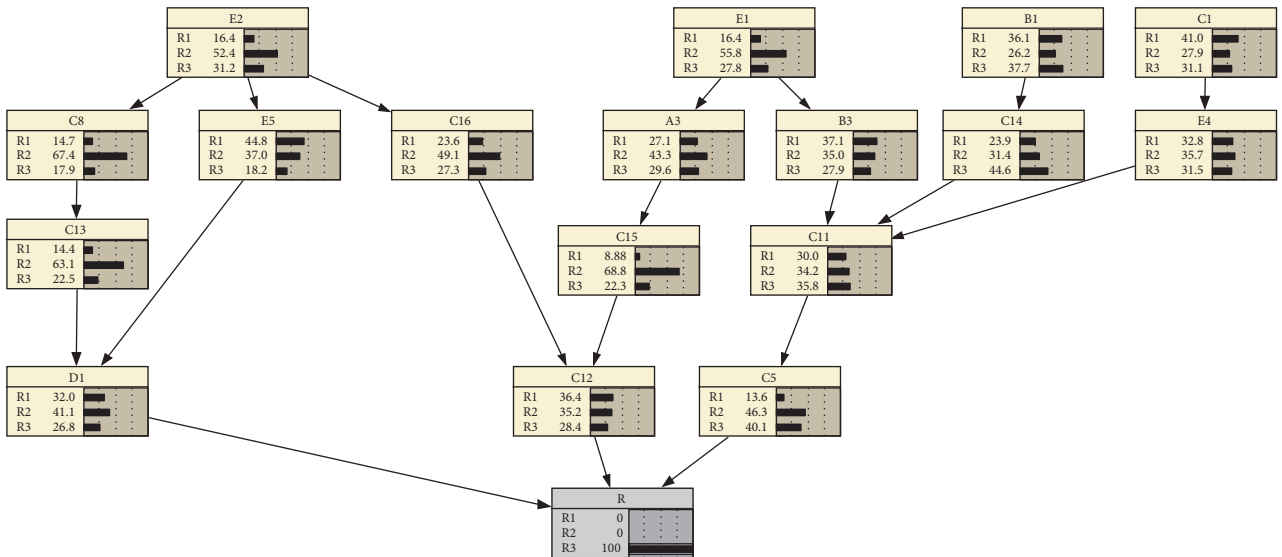 E2
R1 16.4
R2 52.4
R3 31.2
E1
R1 16.4
R2 55.8
R3 27.8
B1
R1 36.1
R2 26.2
R3 37.7
C1
R1 41.0
R2 27.9
R3 31.1
C8
R1 14.7
R2 67.4
R3 17.9
E5
R1 44.8
R2 37.0
R3 18.2
C16
R1 23.6
R2 49.1
R3 27.3
A3
R1 27.1
R2 43.3
R3 29.6
B3
R1 37.1
R2 35.0
R3 27.9
C14
R1 23.9
R2 31.4
R3 44.6
E4
R1 32.8
R2 35.7
R3 31.5
C13
R1 14.4
R2 63.1
R3 22.5
C15
R1 8.88
R2 68.8
R3 22.3
C11
R1 30.0
R2 34.2
R3 35.8
D1
R1 32.0
R2 41.1
R3 26.8
C12
R1 36.4
R2 35.2
R3 28.4
C5
R1 13.6
R2 46.3
R3 40.1
R
R1 0
R2 0
R3 100